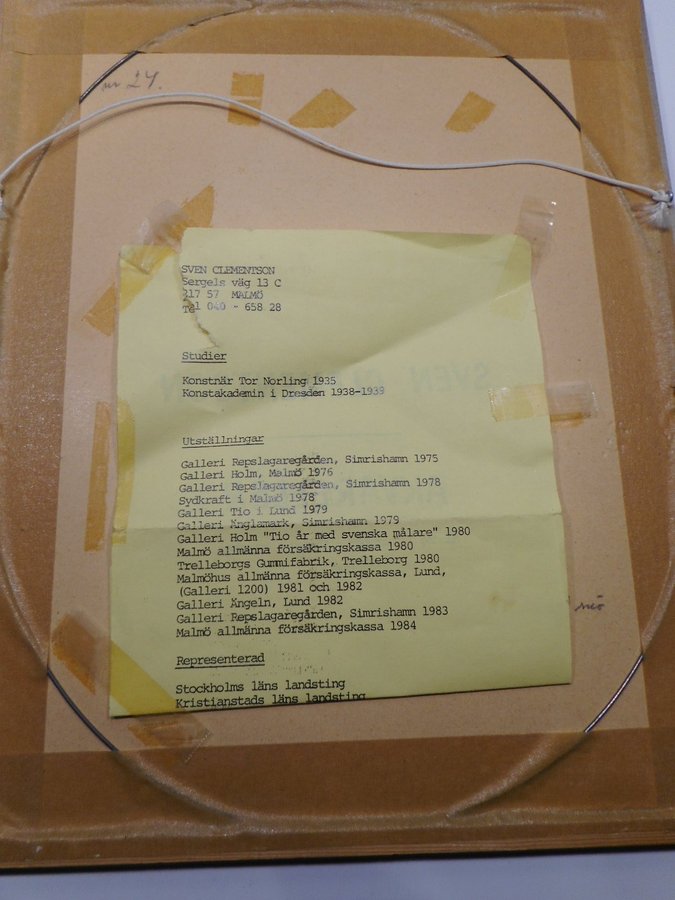 nr 24.
SVEN CLEMENTSON
Sergels väg 13 C
217 57 MALMÖ
Tel 040 - 658 28
Studier
Konstnär Tor Norling 1935
Konstakademin i Dresden 1938-1939
Utställningar
Galleri Repslagaregården, Simrishamn 1975
Galleri Holm, Malmö 1976
Galleri Repslagaregården, Simrishamn 1978
Sydkraft i Malmö 1978
Galleri Tio i Lund 1979
Galleri Änglamark, Simrishamn 1979
Galleri Holm "Tio år med svenska målare" 1980
Malmö allmänna försäkringskassa 1980
Trelleborgs Gummifabrik, Trelleborg 1980
Malmöhus allmänna försäkringskassa, Lund,
(Galleri 1200) 1981 och 1982
Galleri Ängeln, Lund 1982
Galleri Repslagaregården, Simrishamn 1983
Malmö allmänna försäkringskassa 1984
Representerad
Stockholms läns landsting
Kristianstads läns landsting